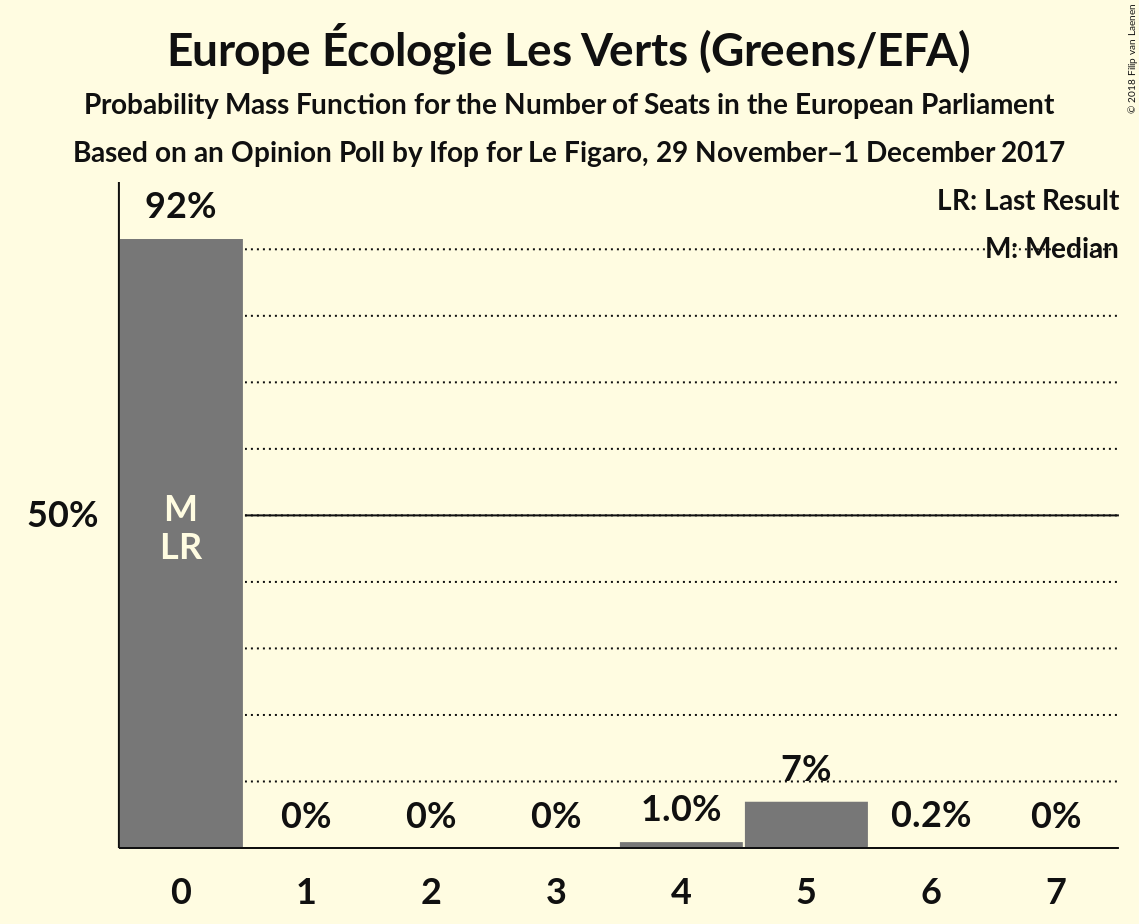 Europe Écologie Les Verts (Greens/EFA)
Probability Mass Function for the Number of Seats in the European Parliament
Based on an Opinion Poll by Ifop for Le Figaro, 29 November–1 December 2017
© 2018 Filip van Laenen
LR: Last Result
M: Median
92%
50%
M
LR
0%
0%
0%
1.0%
7%
0.2%
0%
0
1
2
3
4
5
6
7